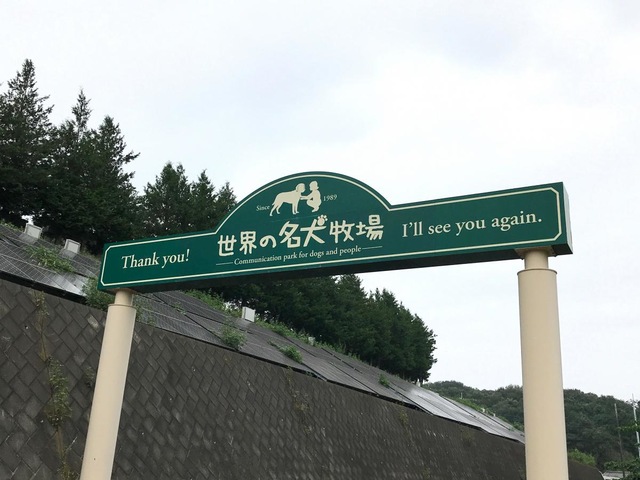 Since 1989
Thank you!
世界の名犬牧場
I'll see you again.
Communication park for dogs and people